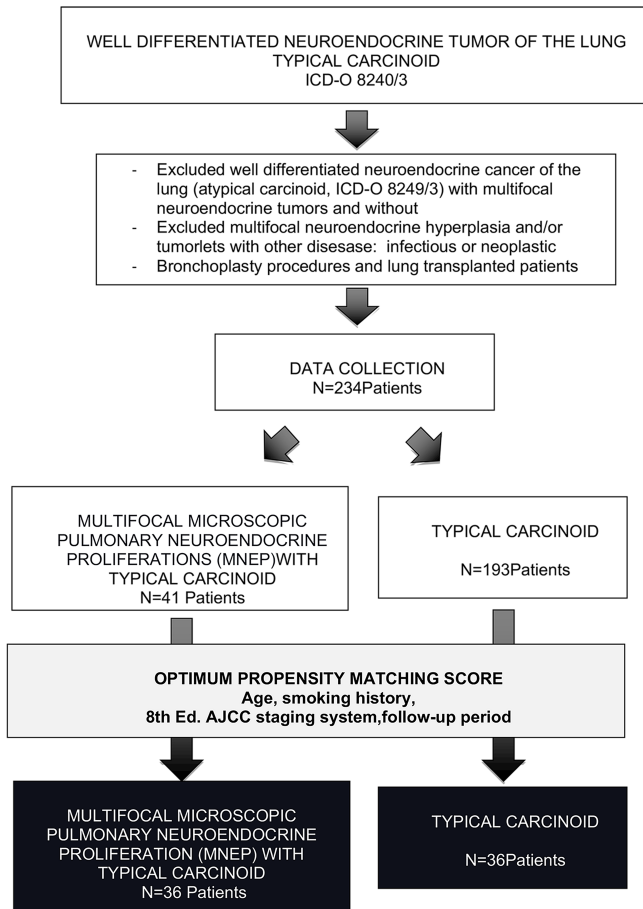 WELL DIFFERENTIATED NEUROENDOCRINE TUMOR OF THE LUNG
TYPICAL CARCINOID
ICD-O 8240/3
- Excluded well differentiated neuroendocrine cancer of the
lung (atypical carcinoid, ICD-O 8249/3) with multifocal
neuroendocrine tumors and without
- Excluded multifocal neuroendocrine hyperplasia and/or
tumorlets with other disesase: infectious or neoplastic
- Bronchoplasty procedures and lung transplanted patients
DATA COLLECTION
N=234Patients
MULTIFOCAL MICROSCOPIC
PULMONARY NEUROENDOCRINE
PROLIFERATIONS (MNEP)WITH
TYPICAL CARCINOID
N=41 Patients
TYPICAL CARCINOID
N=193Patients
OPTIMUM PROPENSITY MATCHING SCORE
Age, smoking history,
8th Ed. AJCC staging system,follow-up period
MULTIFOCAL MICROSCOPIC
PULMONARY NEUROENDOCRINE
PROLIFERATION (MNEP) WITH
TYPICAL CARCINOID
N=36 Patients
TYPICAL CARCINOID
N=36Patients